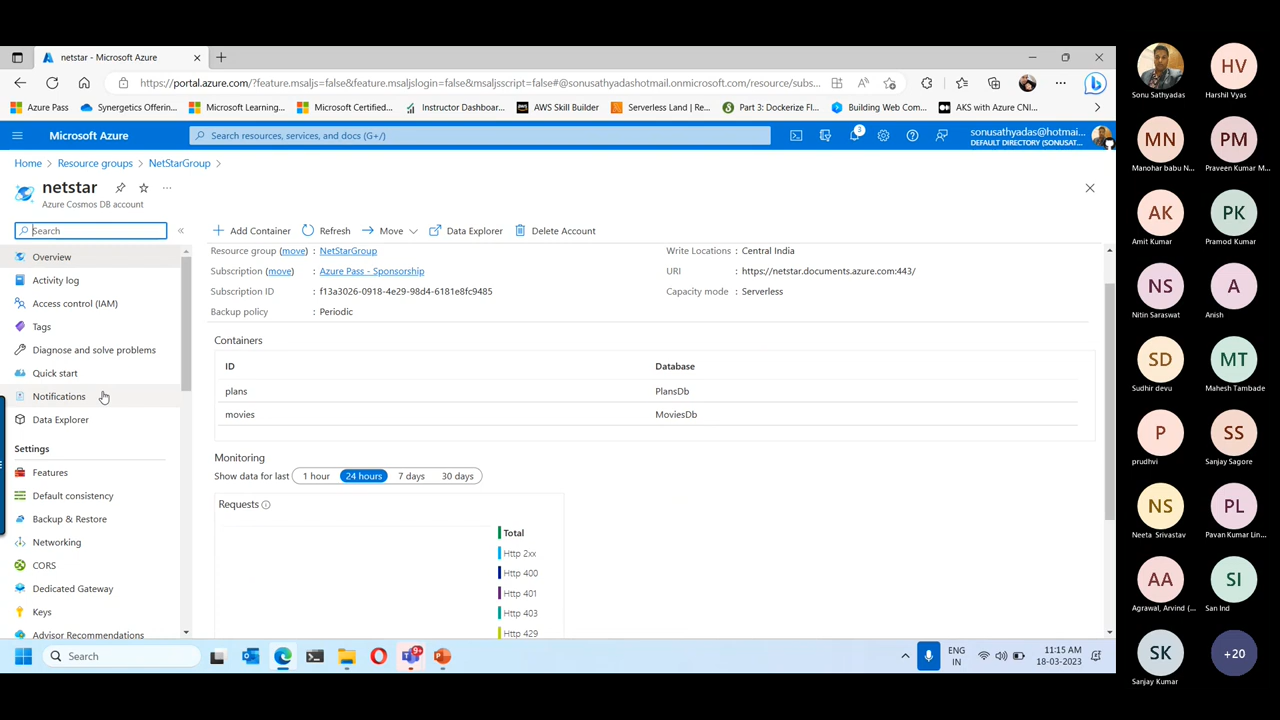 netstar - Microsoft Azure
https://portal.azure.com/?feature.msaljs=false&feature.msaljslogin=false&msaljsscript=false#@sonusathyadashotmail.onmicrosoft.com/resource/subs...
Azure Pass
Synergetics Offering...
Microsoft Learning...
Microsoft Certified...
Instructor Dashboar...
AWS Skill Builder
Serverless Land | Re...
Part 3: Dockerize Fl...
Building Web Com...
AKS with Azure CNI...
Microsoft Azure
Search resources, services, and docs (G+/)
3
sonusathyadas@hotmai...
DEFAULT DIRECTORY (SONUSAT...
Home > Resource groups > NetStarGroup >
netstar
Azure Cosmos DB account
Search
Add Container
Refresh
Move
Data Explorer
Delete Account
Overview
Activity log
Access control (IAM)
Tags
Diagnose and solve problems
Quick start
Notifications
Data Explorer
Settings
Features
Default consistency
Backup & Restore
Networking
CORS
Dedicated Gateway
Keys
Advisor Recommendations
Resource group (move) : NetStarGroup
Subscription (move) : Azure Pass - Sponsorship
Subscription ID : f13a3026-0918-4e29-98d4-6181e8fc9485
Backup policy : Periodic
Write Locations : Central India
URI : https://netstar.documents.azure.com:443/
Capacity mode : Serverless
Containers
ID Database
plans PlansDb
movies MoviesDb
Monitoring
Show data for last 1 hour 24 hours 7 days 30 days
Requests
Total
Http 2xx
Http 400
Http 401
Http 403
Http 429
Search
9+
ENG
IN
11:15 AM
18-03-2023
Sonu Sathyadas
HV
Harshil Vyas
MN
Manohar babu N...
PM
Praveen Kumar M...
AK
Amit Kumar
PK
Pramod Kumar
NS
Nitin Saraswat
A
Anish
SD
Sudhir devu
MT
Mahesh Tambade
P
prudhvi
SS
Sanjay Sagore
NS
Neeta Srivastav
PL
Pavan Kumar Lin...
AA
Agrawal, Arvind (...
SI
San Ind
SK
Sanjay Kumar
+20